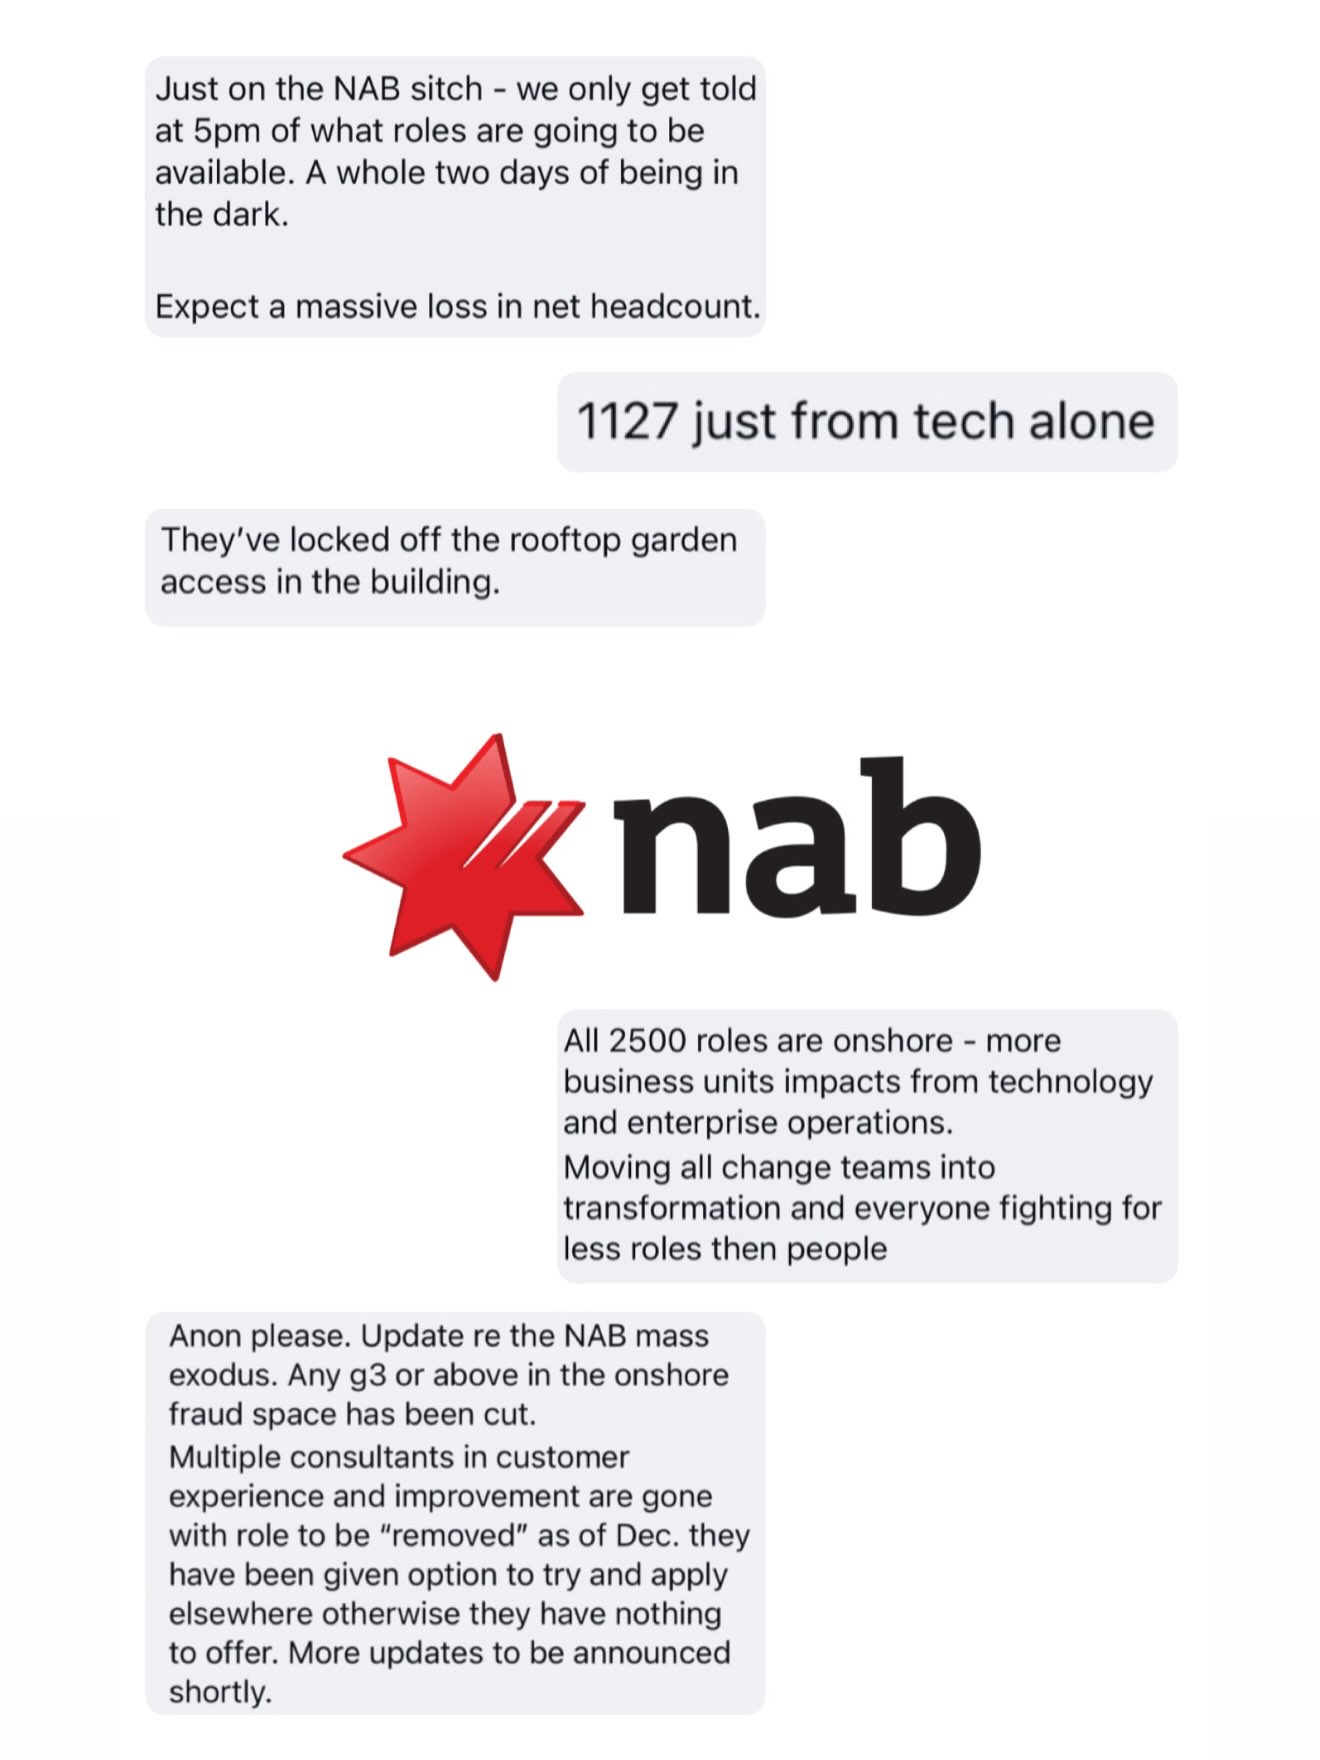 Just on the NAB sitch - we only get told
at 5pm of what roles are going to be
available. A whole two days of being in
the dark.
Expect a massive loss in net headcount.
1127 just from tech alone
They've locked off the rooftop garden
access in the building.
nab
All 2500 roles are onshore - more
business units impacts from technology
and enterprise operations.
Moving all change teams into
transformation and everyone fighting for
less roles then people
Anon please. Update re the NAB mass
exodus. Any g3 or above in the onshore
fraud space has been cut.
Multiple consultants in customer
experience and improvement are gone
with role to be “removed” as of Dec. they
have been given option to try and apply
elsewhere otherwise they have nothing
to offer. More updates to be announced
shortly.